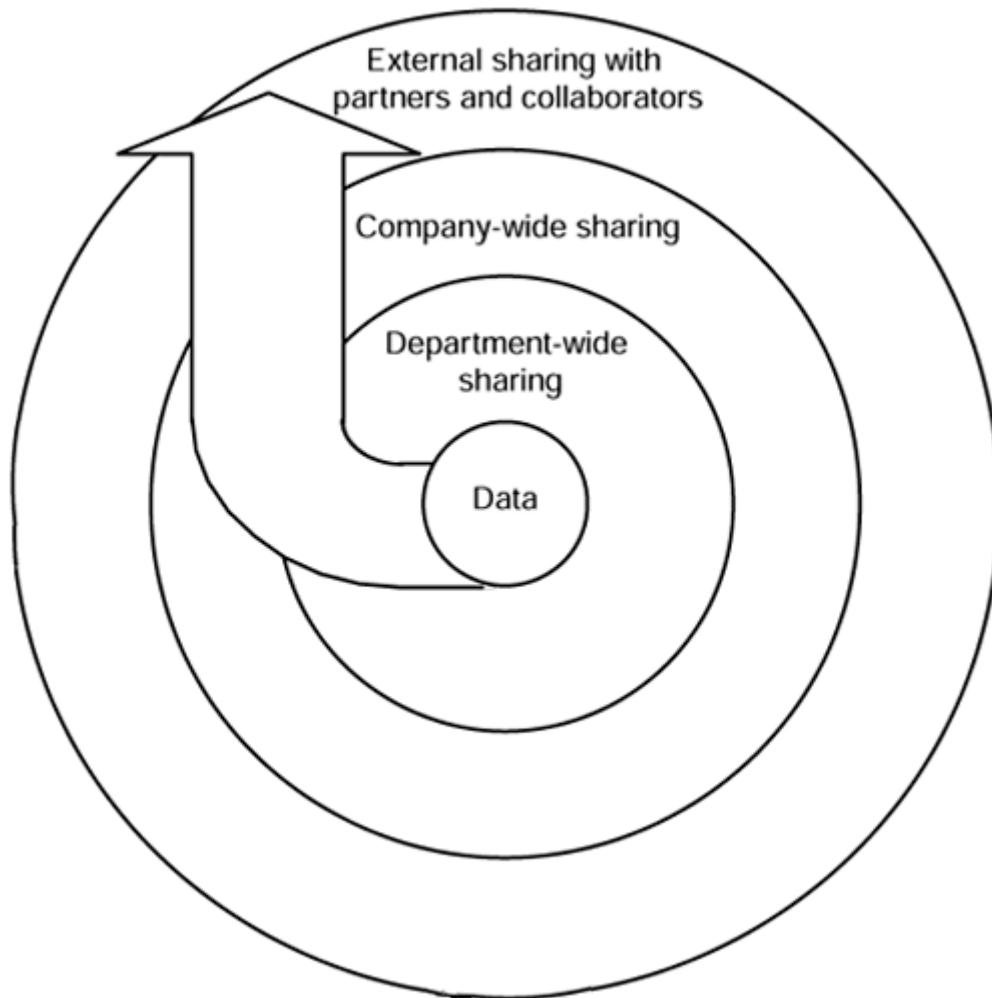 External sharing with
partners and collaborators
Company-wide sharing
Department-wide
sharing
Data